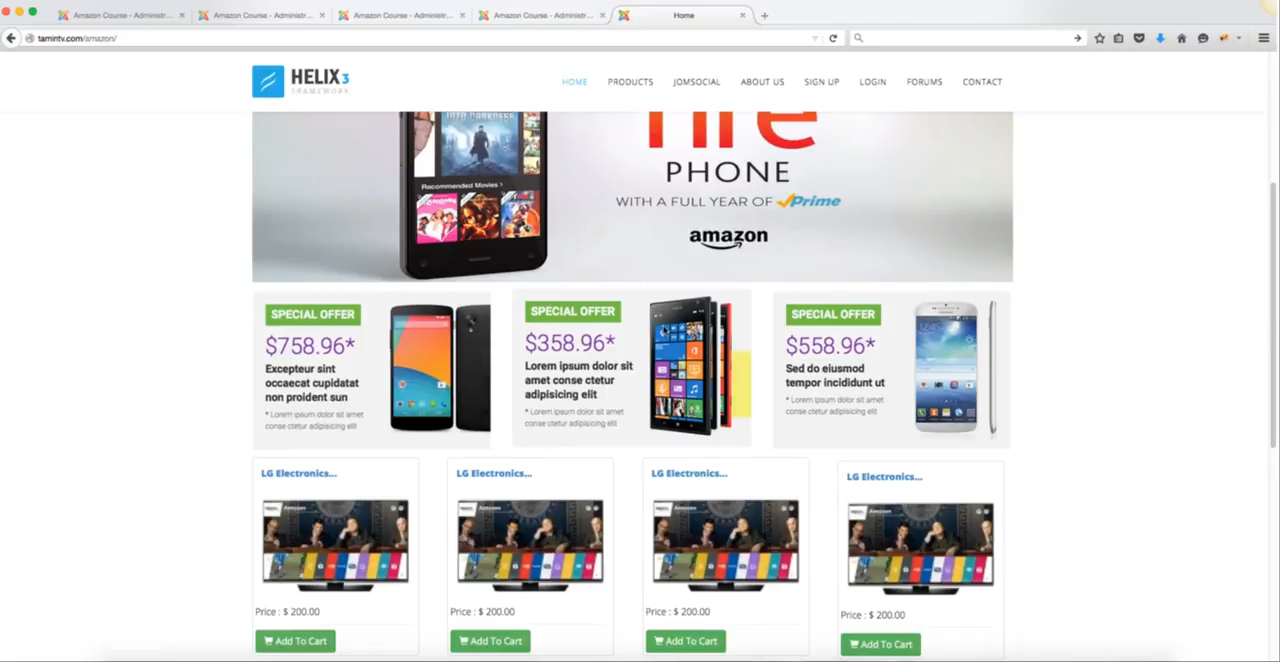 Amazon Course - Administr...
Amazon Course - Administr...
Amazon Course - Administr...
Amazon Course - Administr...
Home
tamintv.com/amazon/
HELIX3
FRAMEWORK
HOME
PRODUCTS
JOMSOCIAL
ABOUT US
SIGN UP
LOGIN
FORUMS
CONTACT
fire
PHONE
WITH A FULL YEAR OF Prime
amazon
INTO DARKNESS
Recommended Movies >
SPECIAL OFFER
$758.96*
Excepteur sint
occaecat cupidatat
non proident sun
* Lorem ipsum dolor sit amet
conse ctetur adipisicing elit
SPECIAL OFFER
$358.96*
Lorem ipsum dolor sit
amet conse ctetur
adipisicing elit
* Lorem ipsum dolor sit amet
conse ctetur adipisicing elit
SPECIAL OFFER
$558.96*
Sed do eiusmod
tempor incididunt ut
* Lorem ipsum dolor sit amet
conse ctetur adipisicing elit
LG Electronics...
Price : $ 200.00
Add To Cart
LG Electronics...
Price : $ 200.00
Add To Cart
LG Electronics...
Price : $ 200.00
Add To Cart
LG Electronics...
Price : $ 200.00
Add To Cart